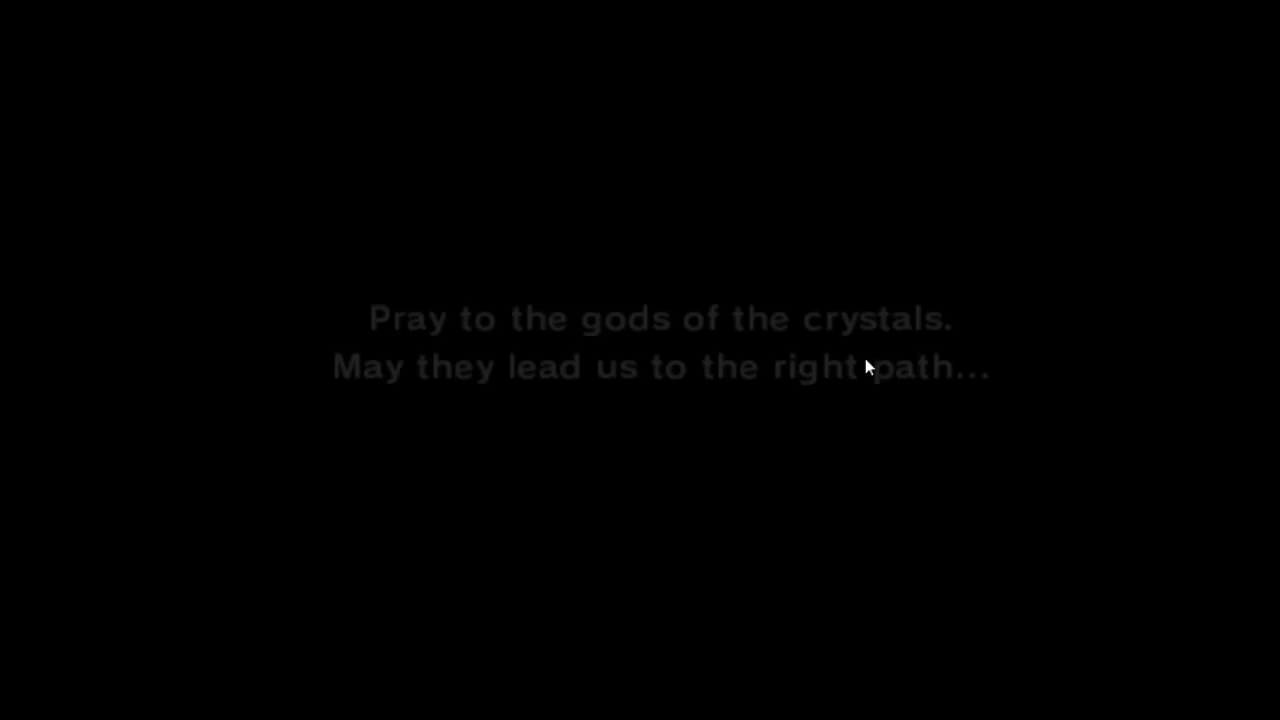 Pray to the gods of the crystals.
May they lead us to the right path...